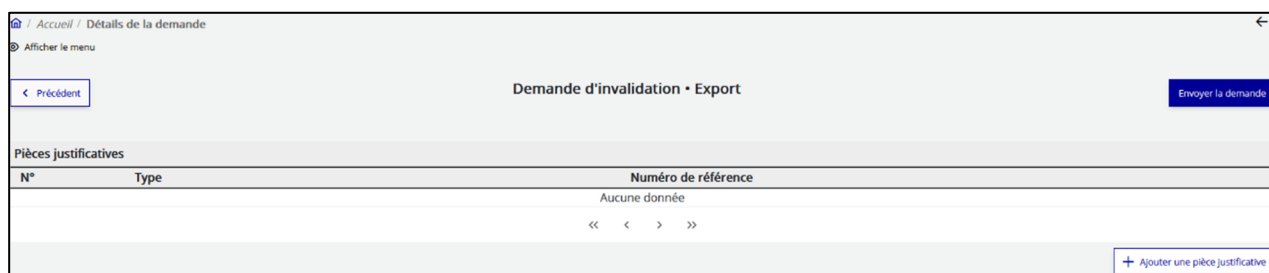 / Accueil / Détails de la demande
Afficher le menu
Précédent
Demande d'invalidation • Export
Envoyer la demande
Pièces justificatives
N° Type Numéro de référence
Aucune donnée
Ajouter une pièce justificative